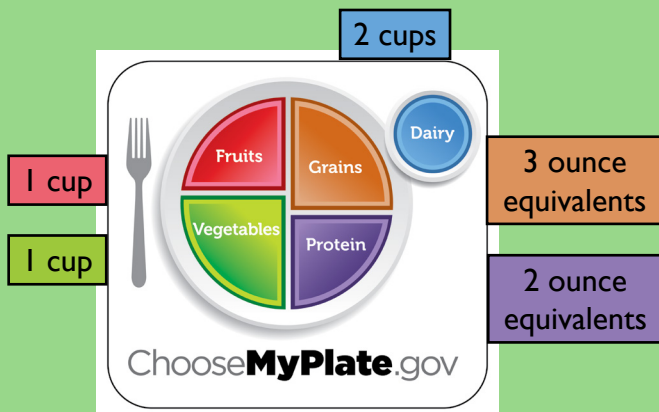 2 cups
Dairy
Fruits
Grains
1 cup
3 ounce
equivalents
Vegetables
Protein
1 cup
2 ounce
equivalents
ChooseMyPlate.gov